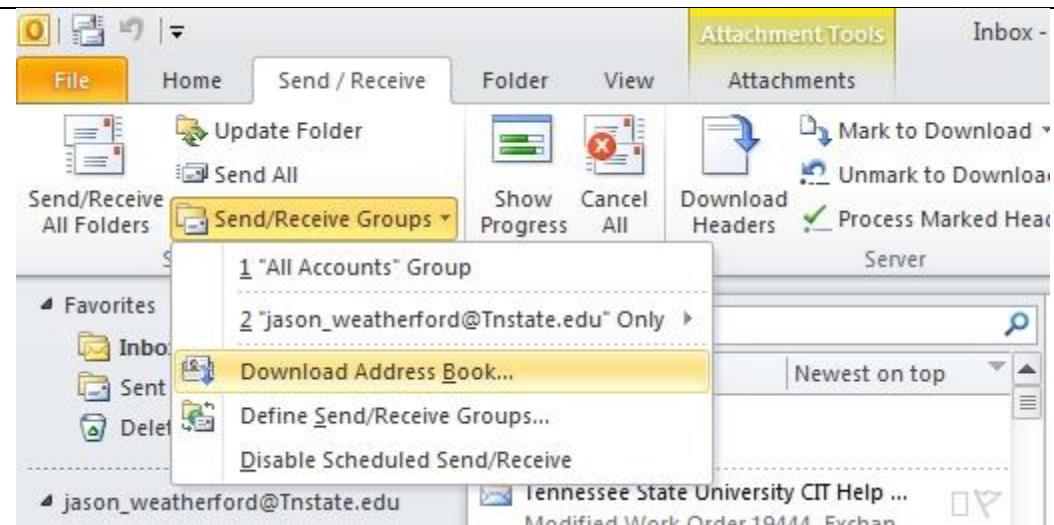 Attachment Tools Inbox -
File Home Send / Receive Folder View Attachments
Send/Receive All Folders
Update Folder
Send All
Send/Receive Groups
Show Progress
Cancel All
Download Headers
Mark to Download
Unmark to Downloa
Process Marked Head
S
Server
1 "All Accounts" Group
2 "jason_weatherford@Tnstate.edu" Only
Download Address Book...
Define Send/Receive Groups...
Disable Scheduled Send/Receive
Favorites
Inbo
Sent
Delet
jason_weatherford@Tnstate.edu
Newest on top
Tennessee State University CIT Help ...
Modified Work Order 19444 Exchan